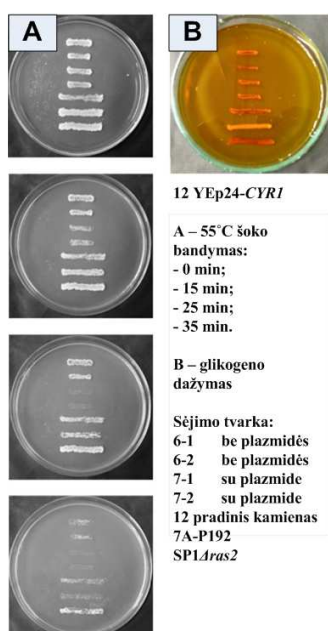 A
B
12 YEp24-CYR1
A – 55˚C šoko
bandymas:
- 0 min;
- 15 min;
- 25 min;
- 35 min.
B – glikogeno
dažymas
Sėjimo tvarka:
6-1 be plazmidės
6-2 be plazmidės
7-1 su plazmide
7-2 su plazmide
12 pradinis kamienas
7A-P192
SP1Δras2